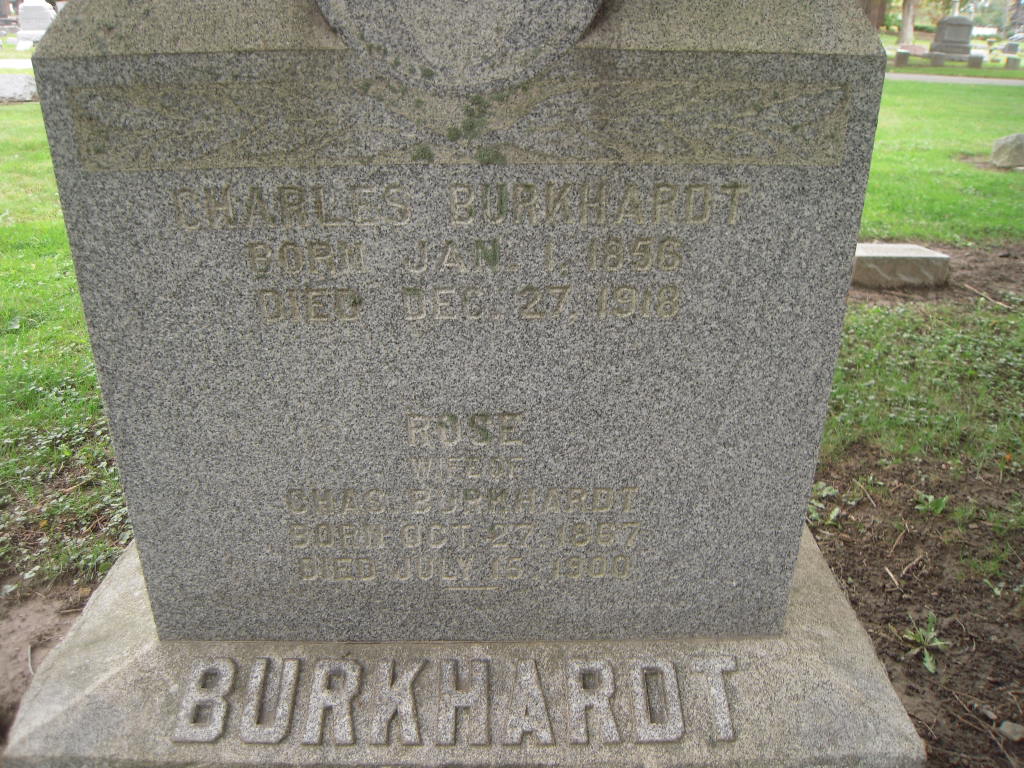 CHARLES BURKHARDT
BORN JAN. 1, 1856
DIED DEC. 27, 1918
ROSE
WIFE OF
CHAS. BURKHARDT
BORN OCT. 27, 1867
DIED JULY 15, 1900
BURKHARDT